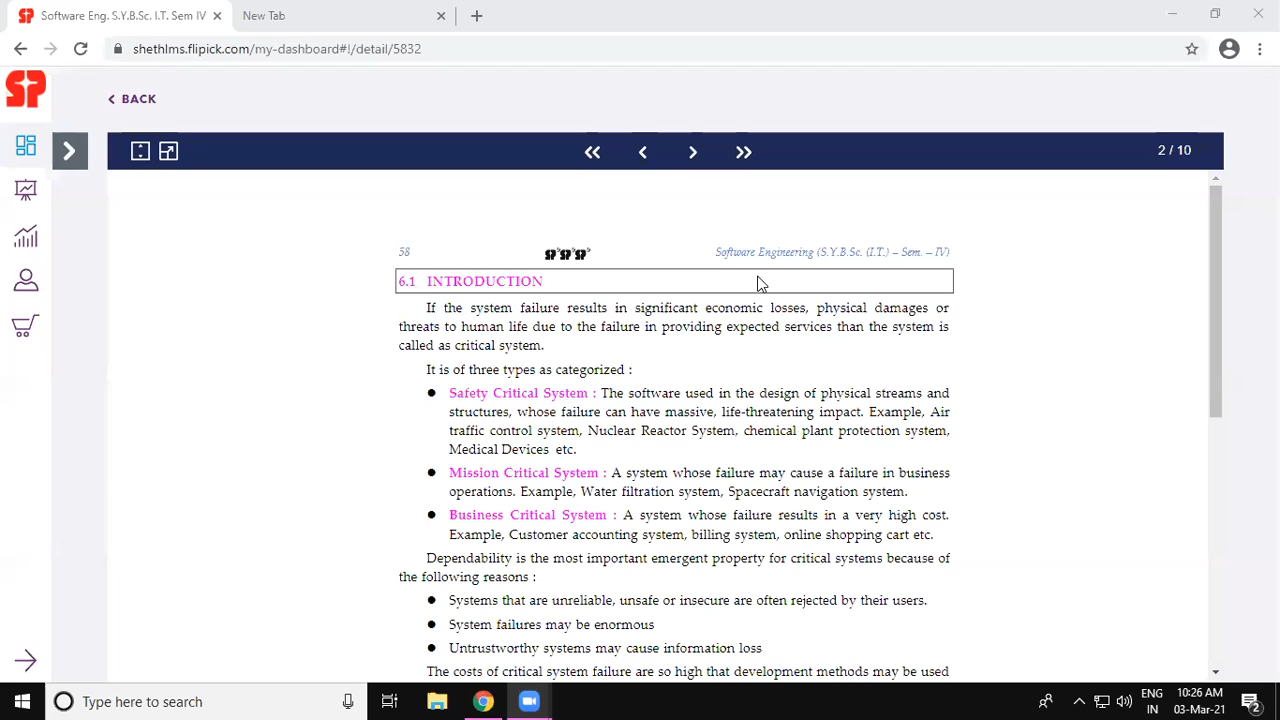 Software Eng. S.Y.B.Sc. I.T. Sem IV
New Tab
shethlms.flipick.com/my-dashboard#!/detail/5832
SP
BACK
2 / 10
58
Software Engineering (S.Y.B.Sc. (I.T.) – Sem. – IV)
6.1 INTRODUCTION
If the system failure results in significant economic losses, physical damages or
threats to human life due to the failure in providing expected services than the system is
called as critical system.
It is of three types as categorized :
● Safety Critical System : The software used in the design of physical streams and
structures, whose failure can have massive, life-threatening impact. Example, Air
traffic control system, Nuclear Reactor System, chemical plant protection system,
Medical Devices etc.
● Mission Critical System : A system whose failure may cause a failure in business
operations. Example, Water filtration system, Spacecraft navigation system.
● Business Critical System : A system whose failure results in a very high cost.
Example, Customer accounting system, billing system, online shopping cart etc.
Dependability is the most important emergent property for critical systems because of
the following reasons :
● Systems that are unreliable, unsafe or insecure are often rejected by their users.
● System failures may be enormous
● Untrustworthy systems may cause information loss
The costs of critical system failure are so high that development methods may be used
Type here to search
ENG
IN
10:26 AM
03-Mar-21
2